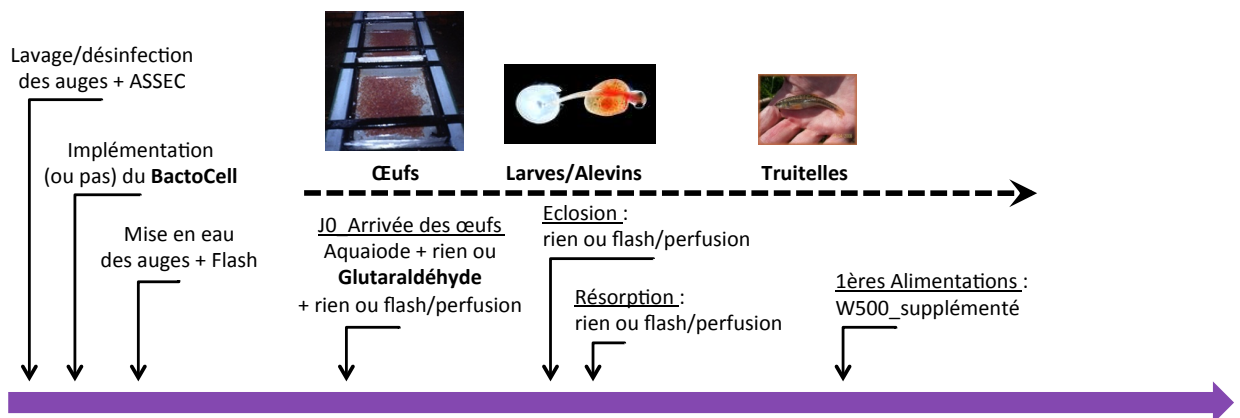 Lavage/désinfection
des auges + ASSEC
Implémentation
(ou pas) du BactoCell
Mise en eau
des auges + Flash
Œufs
Larves/Alevins
Truitelles
J0_Arrivée des œufs
Aquaiode + rien ou
Glutaraldéhyde
+ rien ou flash/perfusion
Eclosion :
rien ou flash/perfusion
Résorption :
rien ou flash/perfusion
1ères Alimentations :
W500_supplémenté